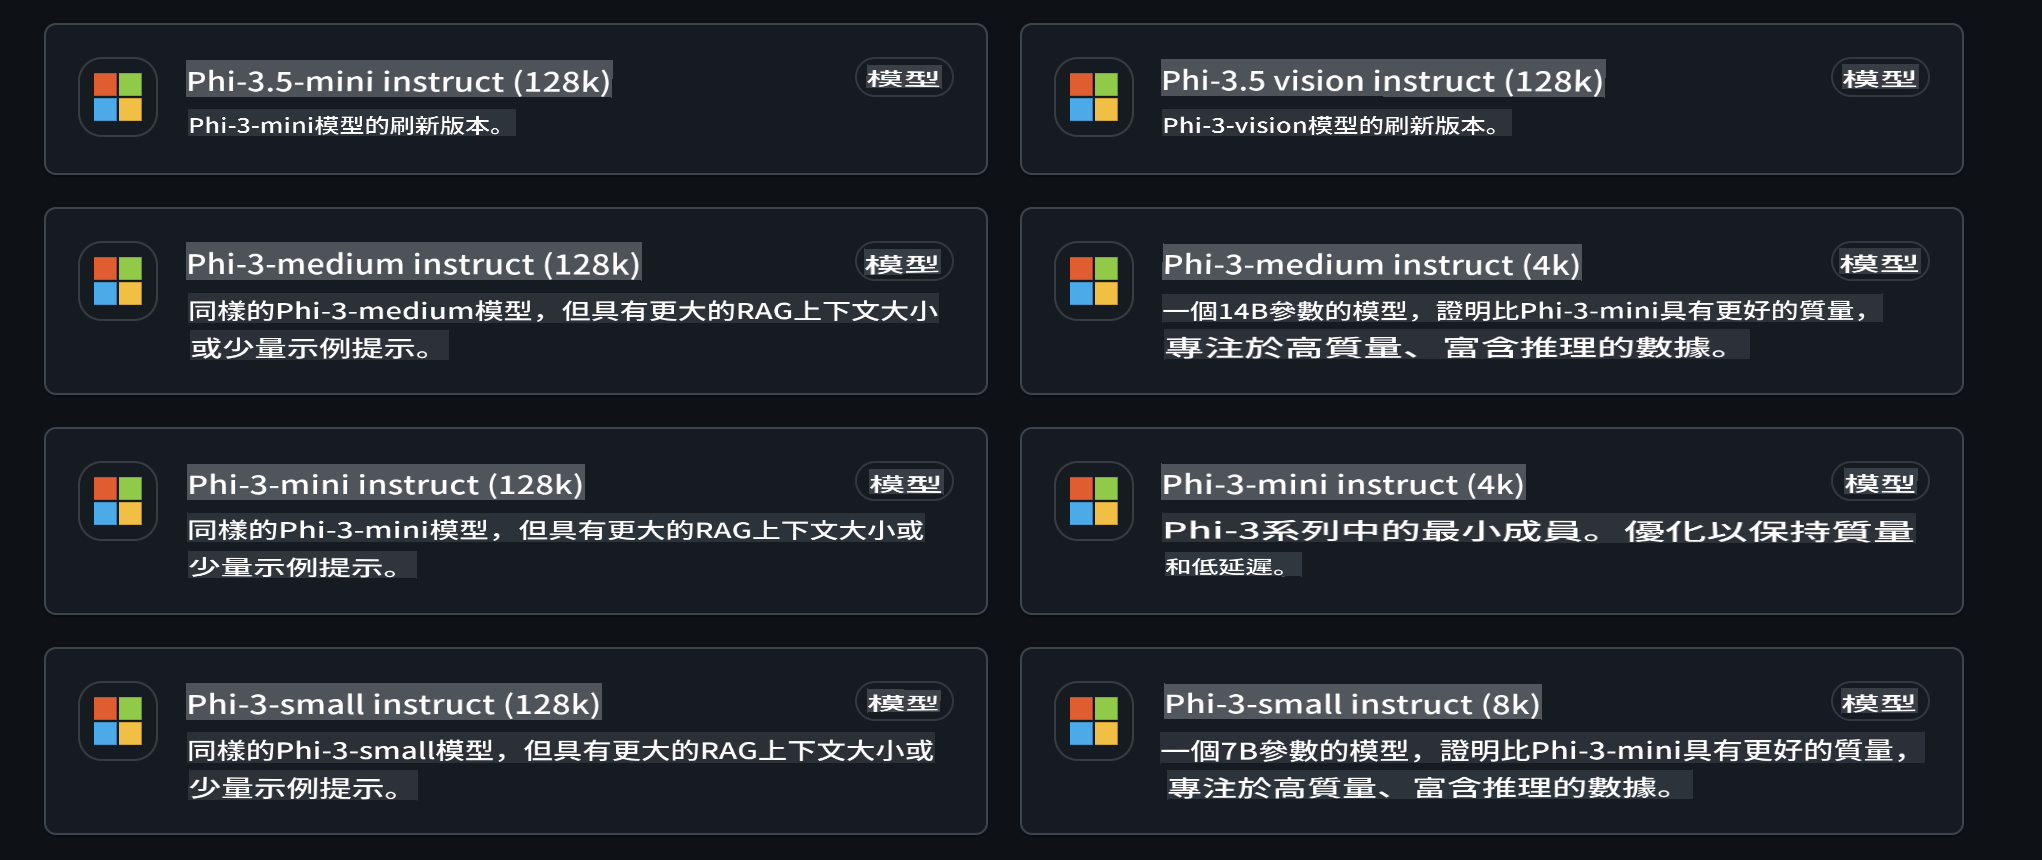 Phi-3.5-mini instruct (128k)
模型
Phi-3-mini模型的刷新版本。
Phi-3.5 vision instruct (128k)
模型
Phi-3-vision模型的刷新版本。
Phi-3-medium instruct (128k)
模型
同樣的Phi-3-medium模型，但具有更大的RAG上下文大小
或少量示例提示。
Phi-3-medium instruct (4k)
模型
一個14B參數的模型，證明比Phi-3-mini具有更好的質量，
專注於高質量、富含推理的數據。
Phi-3-mini instruct (128k)
模型
同樣的Phi-3-mini模型，但具有更大的RAG上下文大小或
少量示例提示。
Phi-3-mini instruct (4k)
模型
Phi-3系列中的最小成員。優化以保持質量
和低延遲。
Phi-3-small instruct (128k)
模型
同樣的Phi-3-small模型，但具有更大的RAG上下文大小或
少量示例提示。
Phi-3-small instruct (8k)
模型
一個7B參數的模型，證明比Phi-3-mini具有更好的質量，
專注於高質量、富含推理的數據。